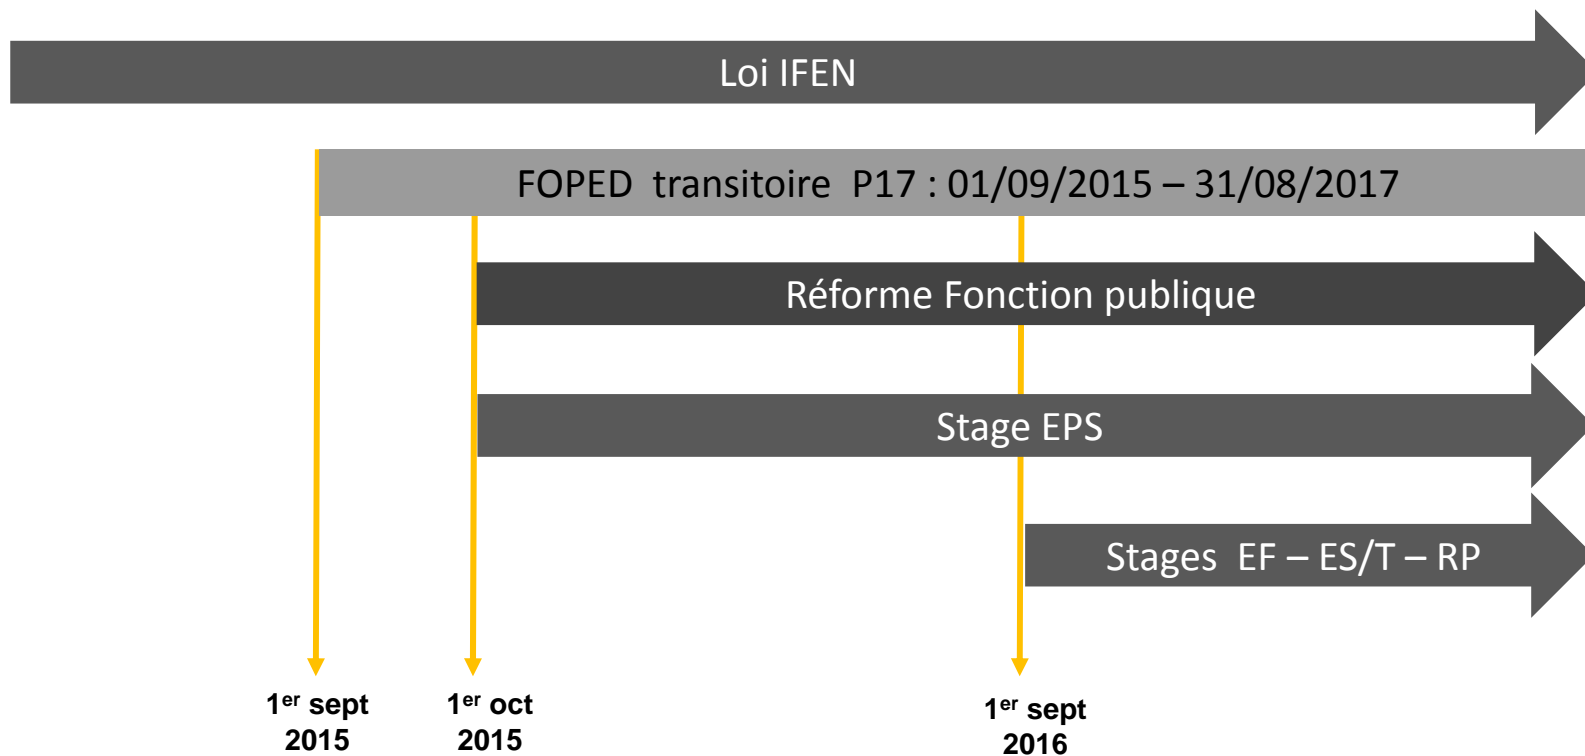 Loi IFEN
FOPED transitoire P17 : 01/09/2015 – 31/08/2017
Réforme Fonction publique
Stage EPS
Stages EF – ES/T – RP
1er sept
2015
1er oct
2015
1er sept
2016